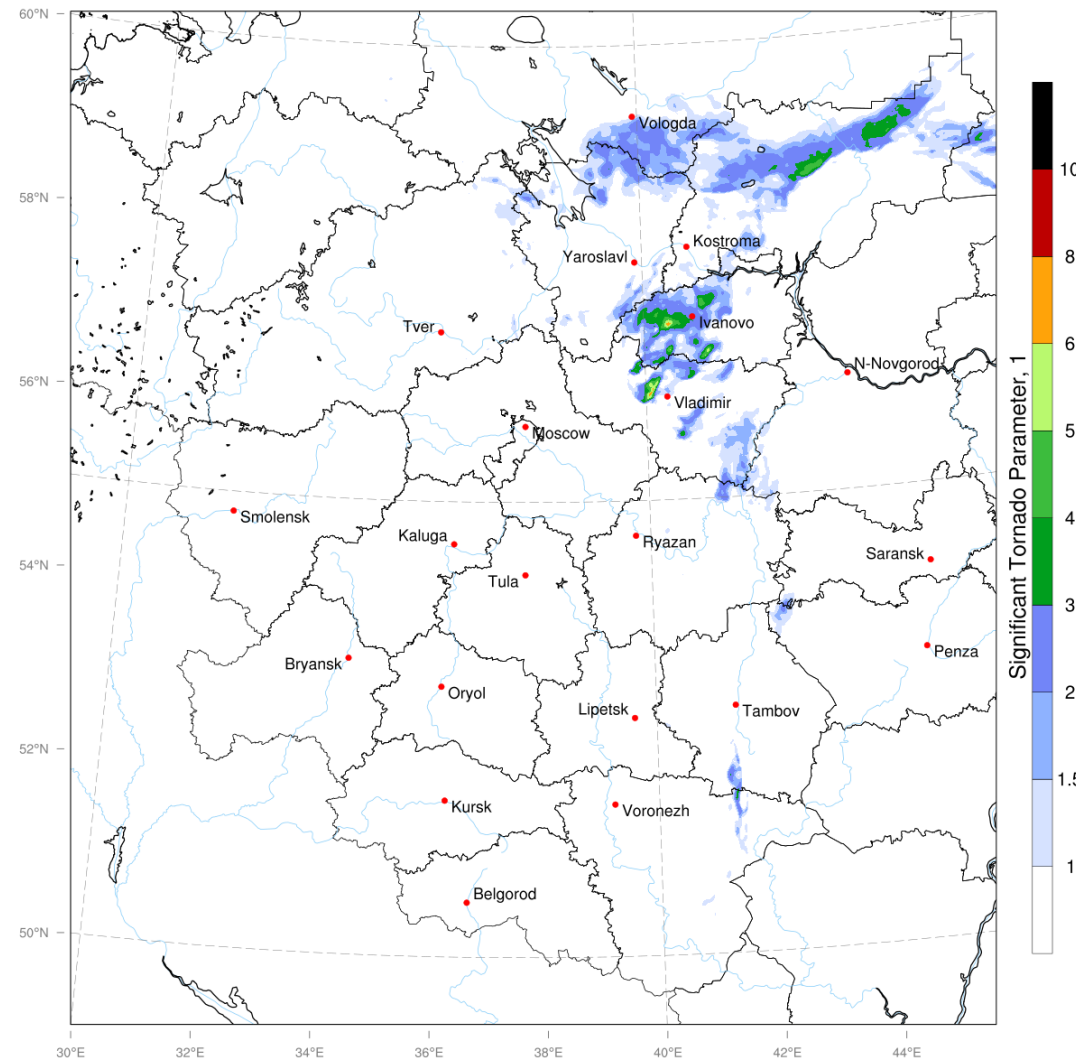 60°N
58°N
56°N
54°N
52°N
50°N
30°E
32°E
34°E
36°E
38°E
40°E
42°E
44°E
Vologda
Kostroma
Yaroslavl
Ivanovo
Tver
N-Novgorod
Vladimir
Moscow
Smolensk
Kaluga
Ryazan
Saransk
Tula
Bryansk
Penza
Oryol
Lipetsk
Tambov
Kursk
Voronezh
Belgorod
Significant Tornado Parameter, 1
10
8
6
5
4
3
2
1.5
1